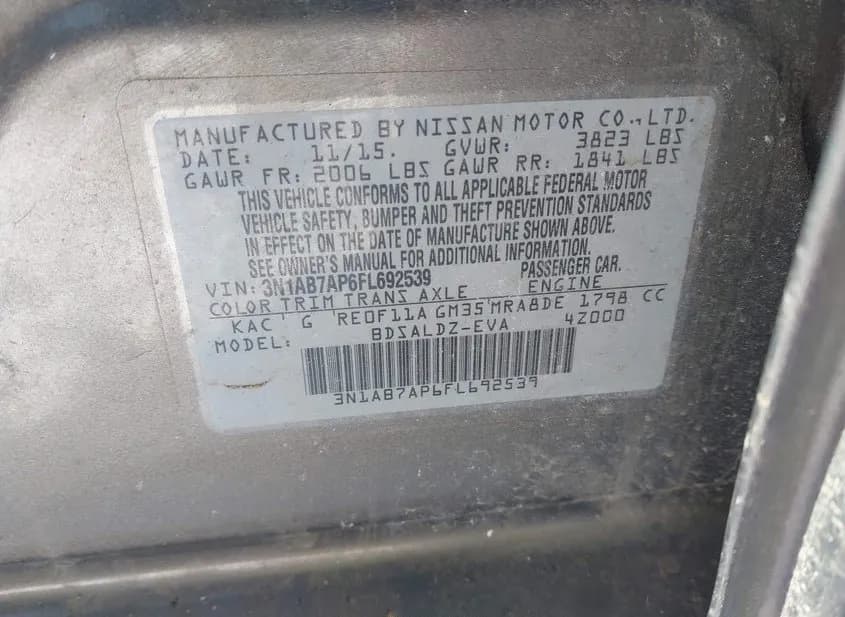 MANUFACTURED BY NISSAN MOTOR CO., LTD.
DATE: 11/15. GVWR: 3823 LBS
GAWR FR: 2006 LBS GAWR RR: 1841 LBS
THIS VEHICLE CONFORMS TO ALL APPLICABLE FEDERAL MOTOR
VEHICLE SAFETY, BUMPER AND THEFT PREVENTION STANDARDS
IN EFFECT ON THE DATE OF MANUFACTURE SHOWN ABOVE.
SEE OWNER'S MANUAL FOR ADDITIONAL INFORMATION.
VIN: 3N1AB7AP6FL692539 PASSENGER CAR.
COLOR TRIM TRANS AXLE ENGINE
KAC G RE0F11A GM35 MRA8DE 1798 CC
MODEL: BDSALDZ-EVA 4Z000
3N1AB7AP6FL692539